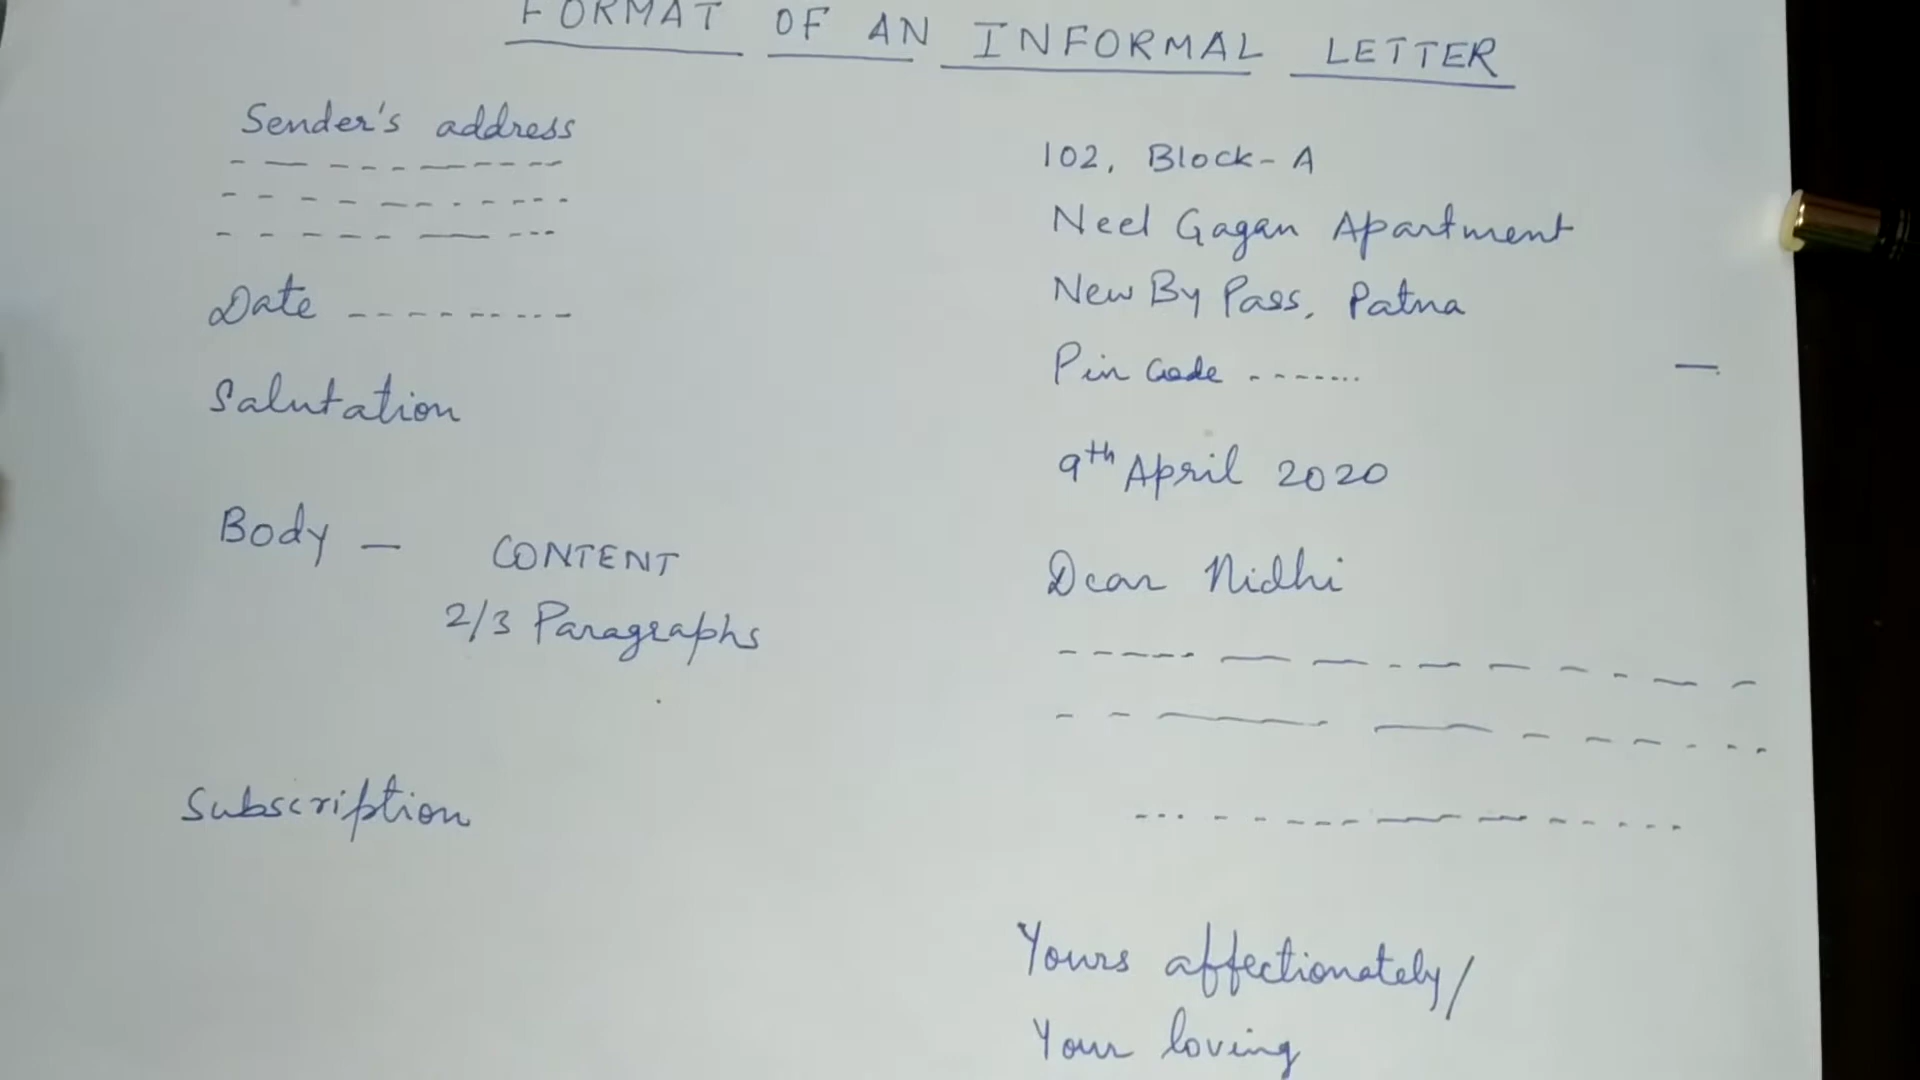 FORMAT OF AN INFORMAL LETTER
Sender's address
Date ---------
Salutation
Body - CONTENT
2/3 Paragraphs
Subscription
102, Block-A
Neel Gagan Apartment
New By Pass, Patna
Pin Code -------
9th April 2020
Dear Nidhi
Yours affectionately/
Your loving